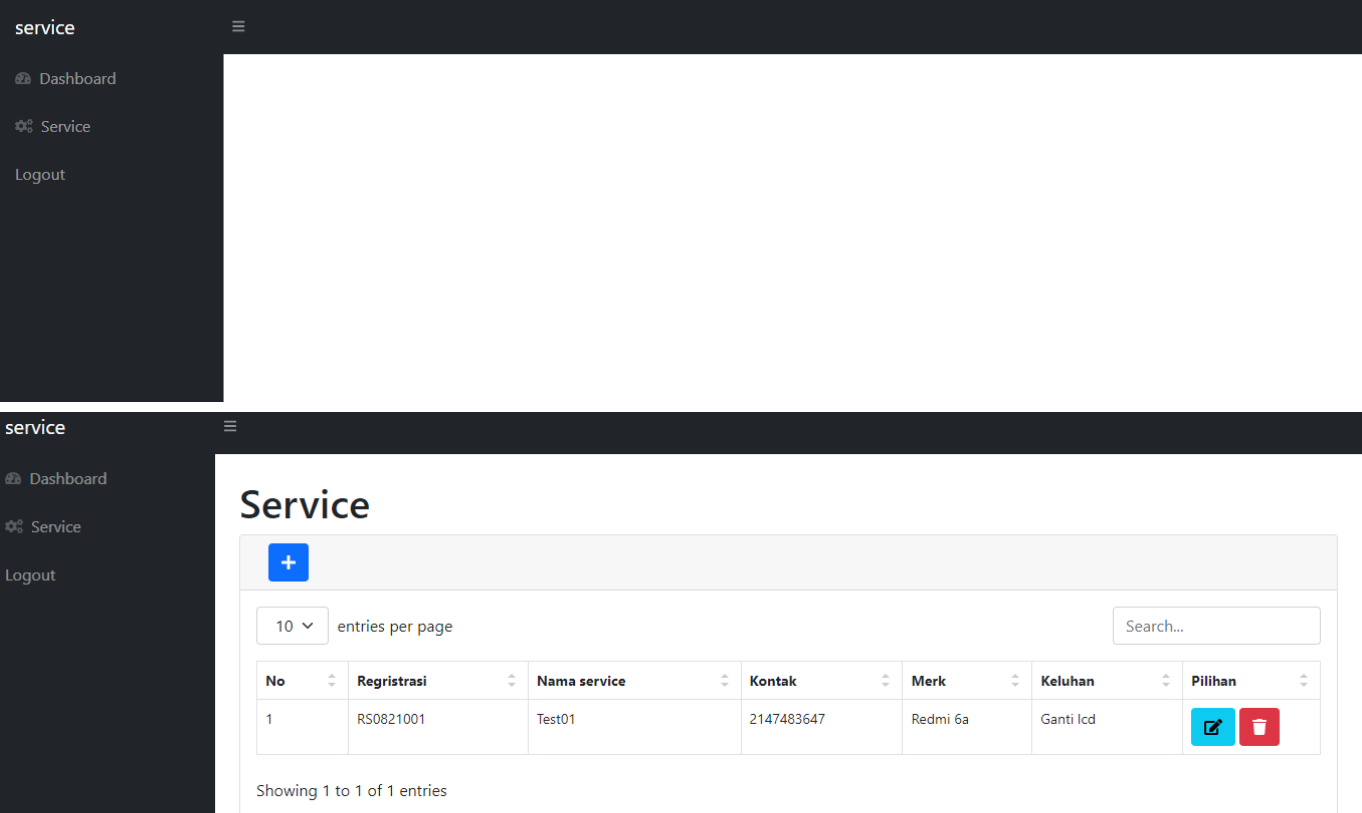 service
Dashboard
Service
Logout
service
Dashboard
Service
Logout
Service
+
10 entries per page Search...
No Regristrasi Nama service Kontak Merk Keluhan Pilihan
1 RS0821001 Test01 2147483647 Redmi 6a Ganti lcd
Showing 1 to 1 of 1 entries